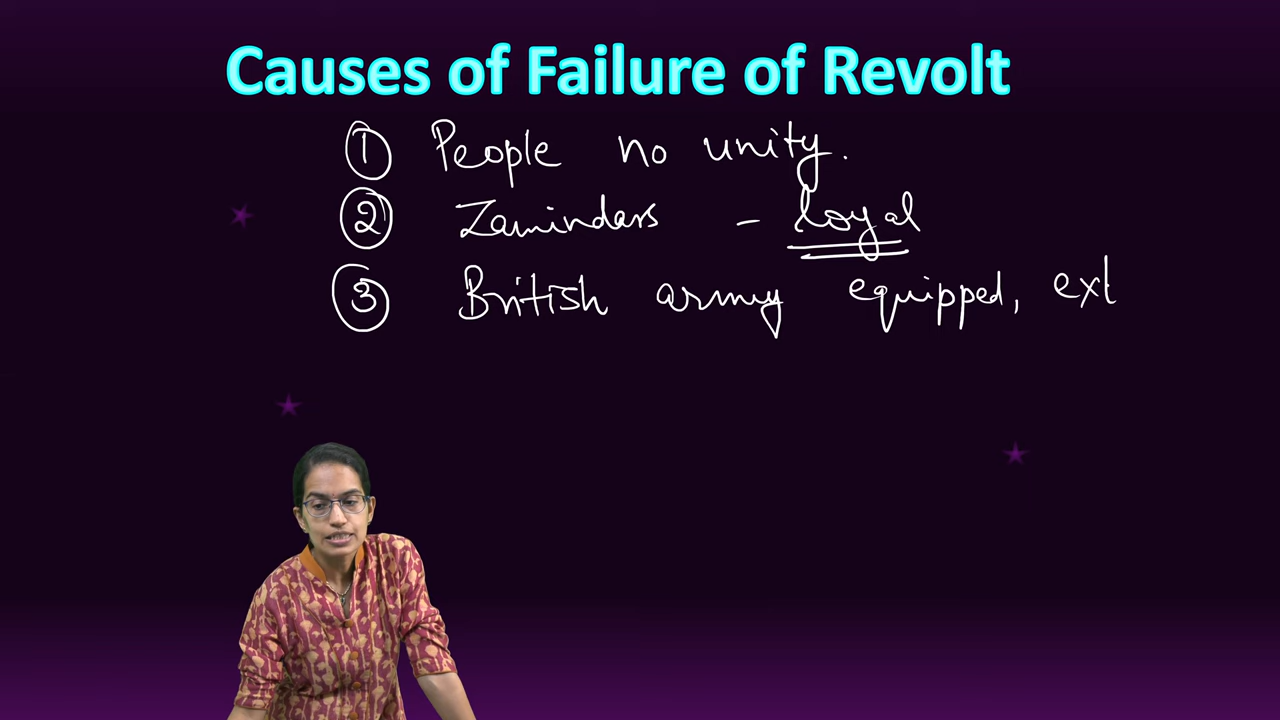 Causes of Failure of Revolt
① People no unity.
② Zamindars - loyal
③ British army equipped, ext